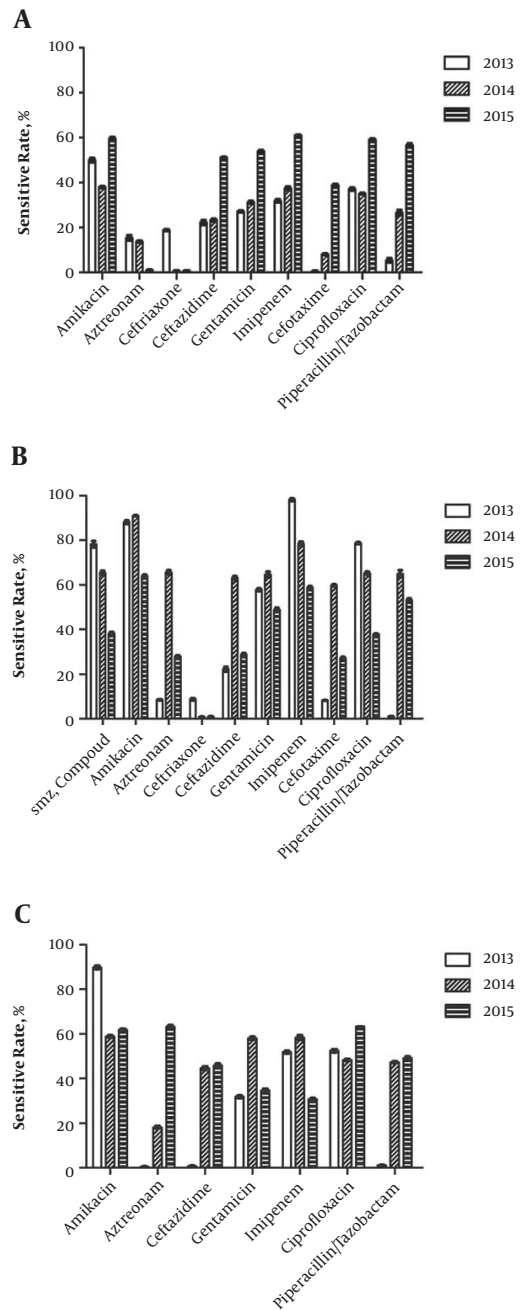 A
Sensitive Rate, %
100
80
60
40
20
0
2013
2014
2015
Amikacin
Aztreonam
Ceftriaxone
Ceftazidime
Gentamicin
Imipenem
Cefotaxime
Ciprofloxacin
Piperacillin/Tazobactam
B
Sensitive Rate, %
100
80
60
40
20
0
2013
2014
2015
smz, Compoud
Amikacin
Aztreonam
Ceftriaxone
Ceftazidime
Gentamicin
Imipenem
Cefotaxime
Ciprofloxacin
Piperacillin/Tazobactam
C
Sensitive Rate, %
100
80
60
40
20
0
2013
2014
2015
Amikacin
Aztreonam
Ceftazidime
Gentamicin
Imipenem
Ciprofloxacin
Piperacillin/Tazobactam